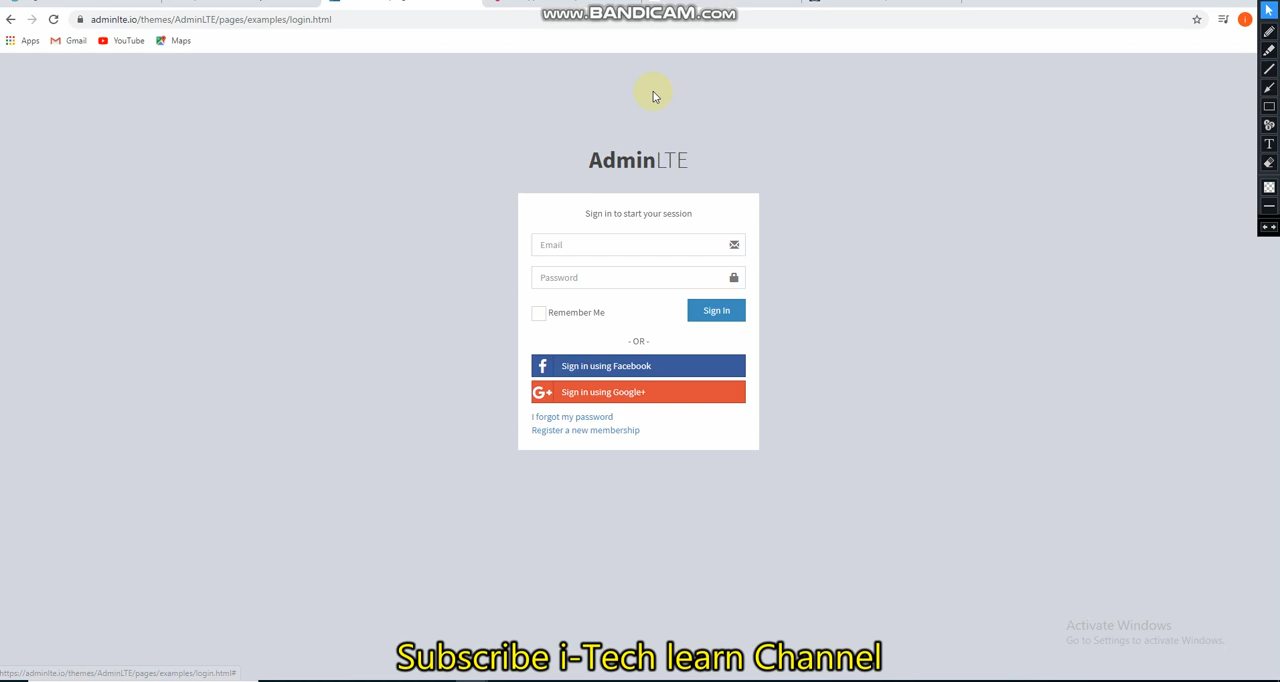 www.BANDICAM.com
adminlte.io/themes/AdminLTE/pages/examples/login.html
Apps Gmail YouTube Maps
AdminLTE
Sign in to start your session
Email
Password
Remember Me Sign In
- OR -
Sign in using Facebook
Sign in using Google+
I forgot my password
Register a new membership
Activate Windows
Go to Settings to activate Windows.
Subscribe i-Tech learn Channel
https://adminlte.io/themes/AdminLTE/pages/examples/login.html#